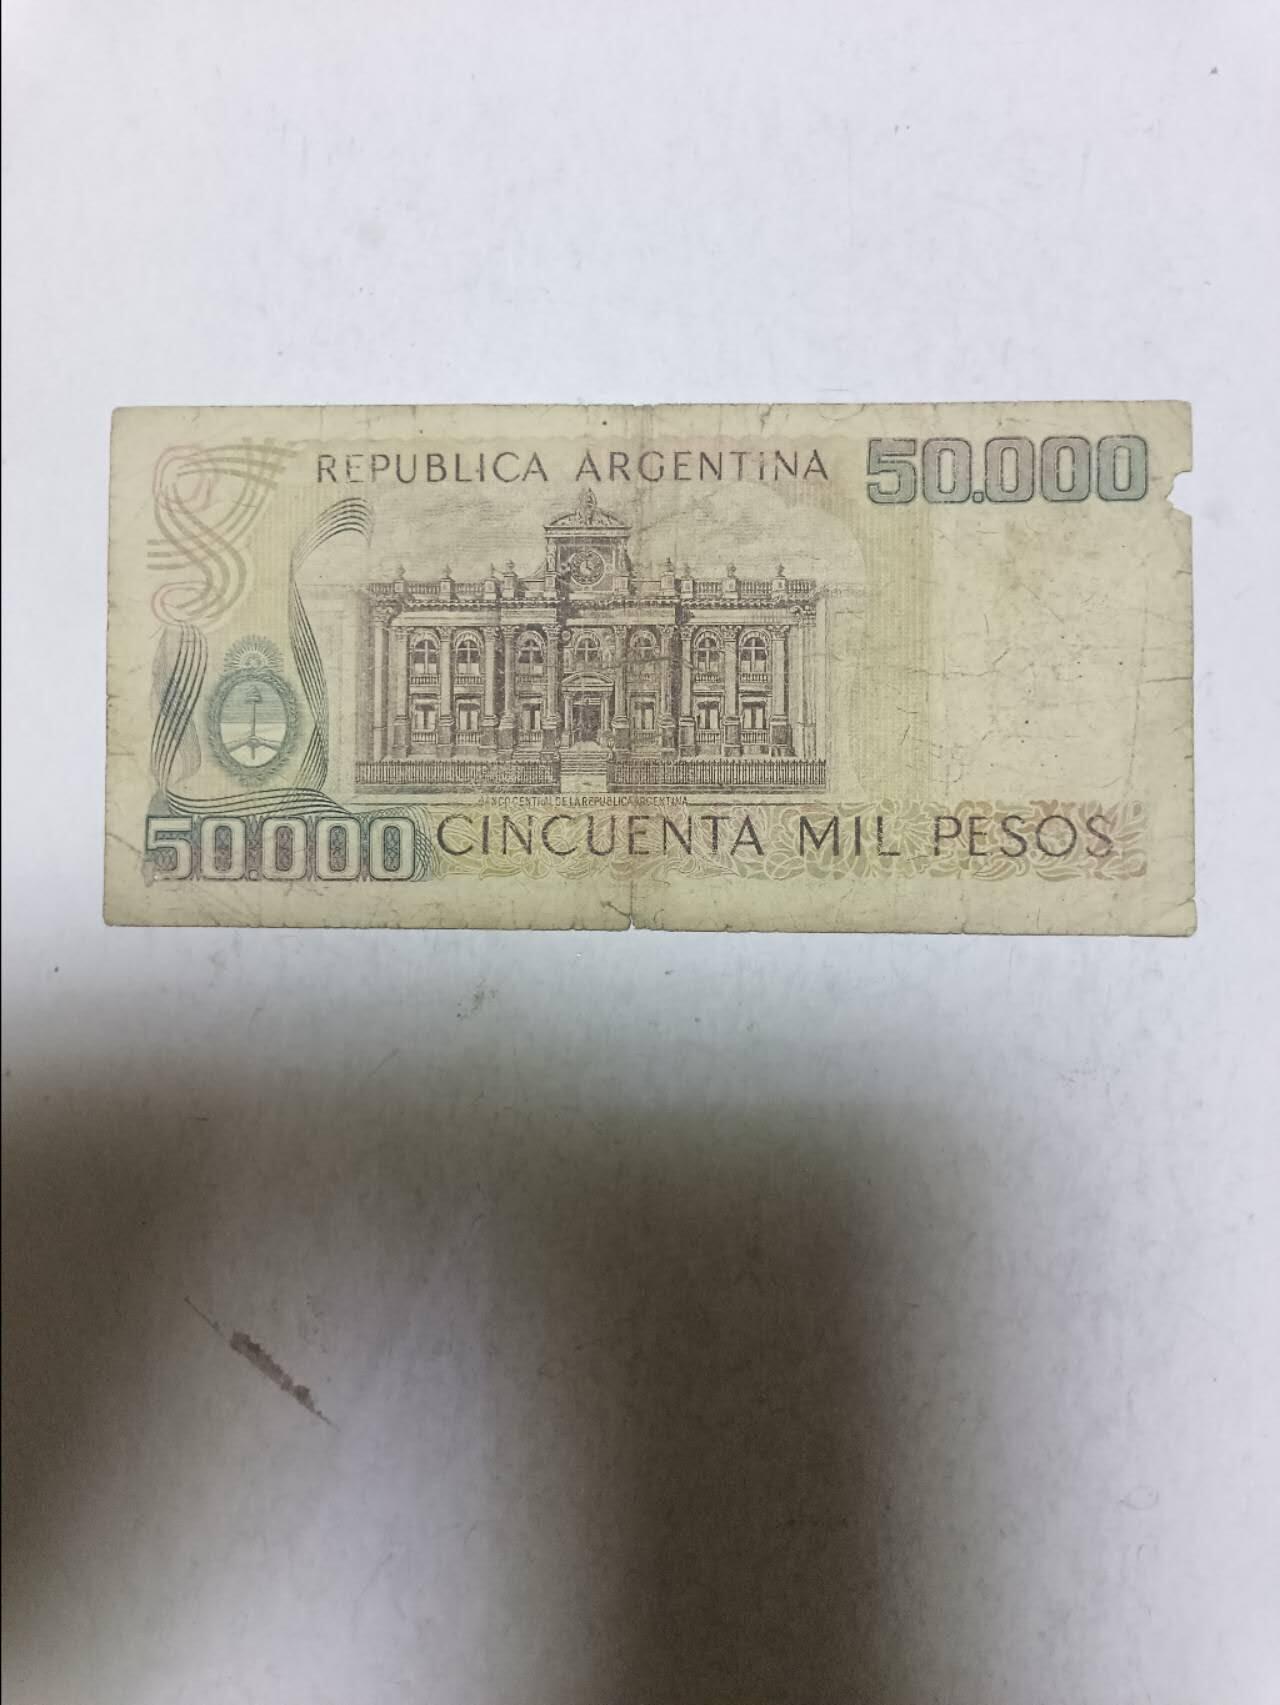 REPUBLICA ARGENTINA
50.000
BANCO CENTRAL DE LA REPUBLICA ARGENTINA
50.000 CINCUENTA MIL PESOS